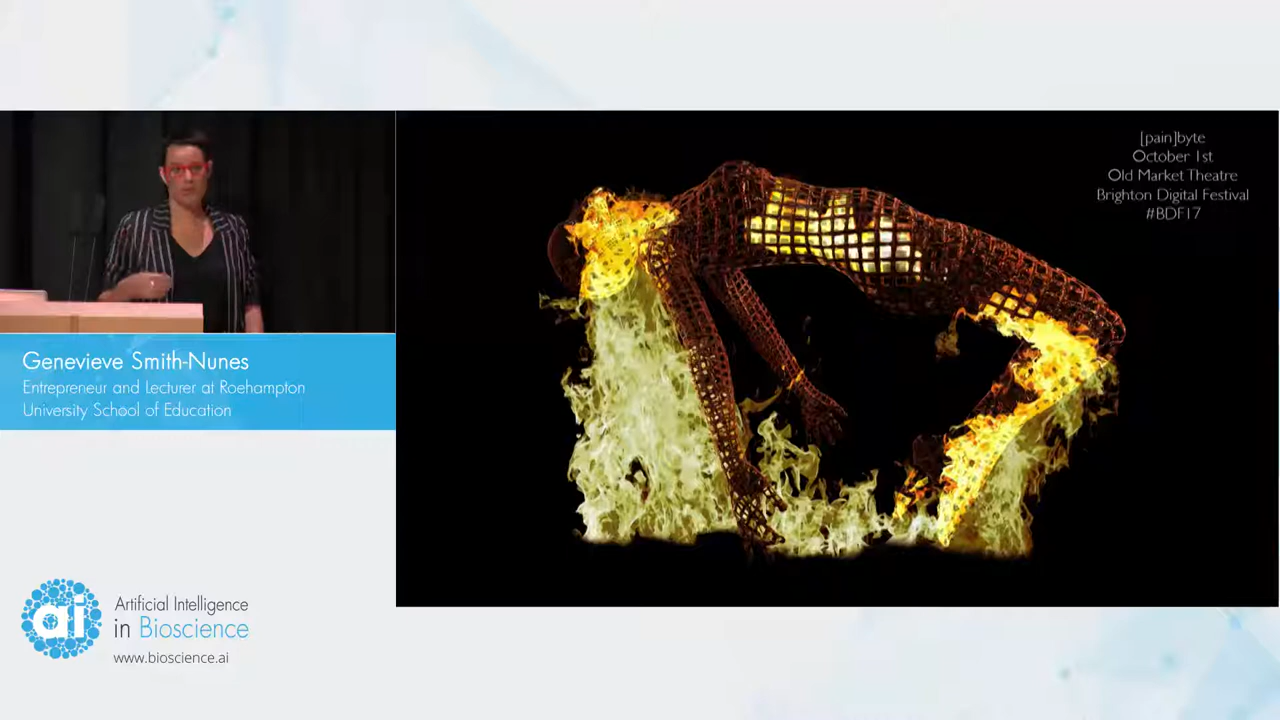 [pain]byte
October 1st
Old Market Theatre
Brighton Digital Festival
#BDF17
Genevieve Smith-Nunes
Entrepreneur and Lecturer at Roehampton
University School of Education
ai
Artificial Intelligence
in Bioscience
www.bioscience.ai